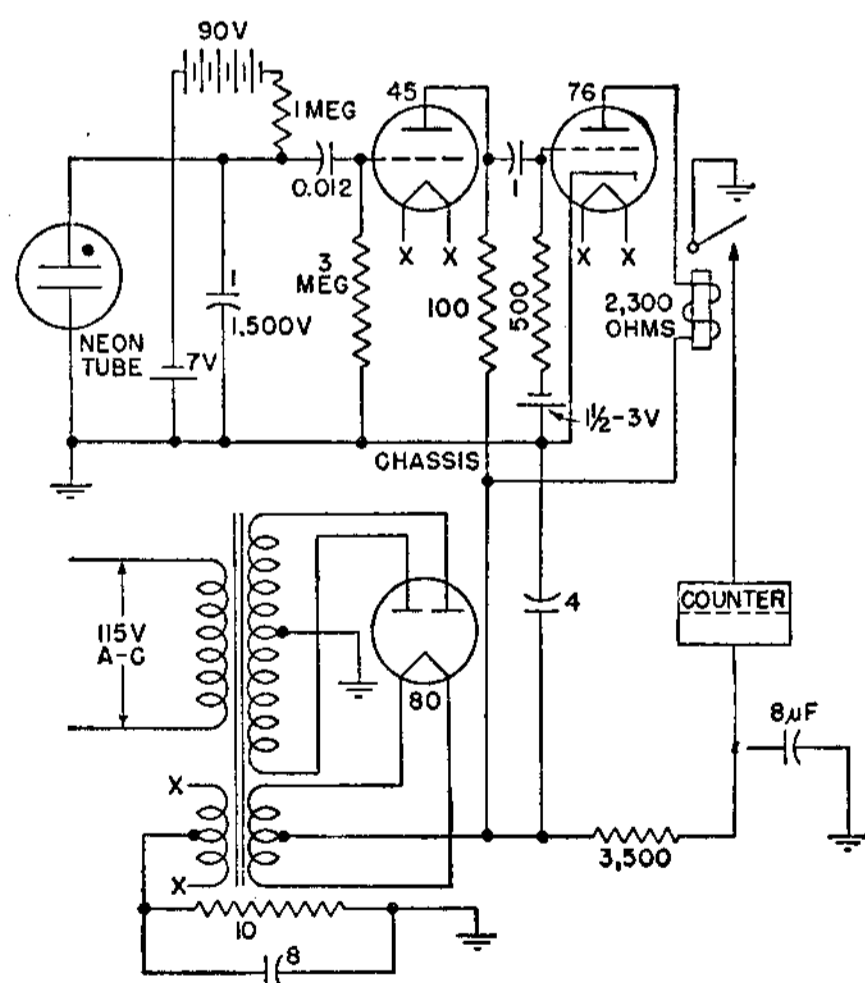 90V
1 MEG
45
76
0.012
1
X X
X X
3
MEG
1
1,500V
100
500
2,300
OHMS
NEON
TUBE
7V
1½-3V
CHASSIS
115V
A-C
80
4
COUNTER
8µF
X
X
3,500
10
8